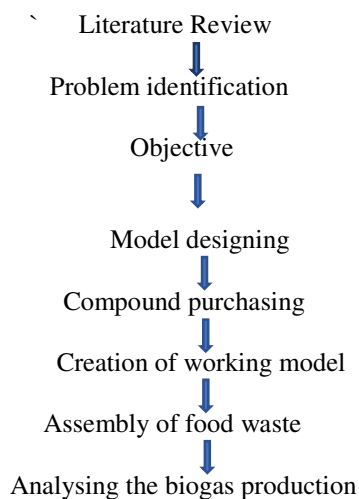 ` Literature Review
Problem identification
Objective
Model designing
Compound purchasing
Creation of working model
Assembly of food waste
Analysing the biogas production